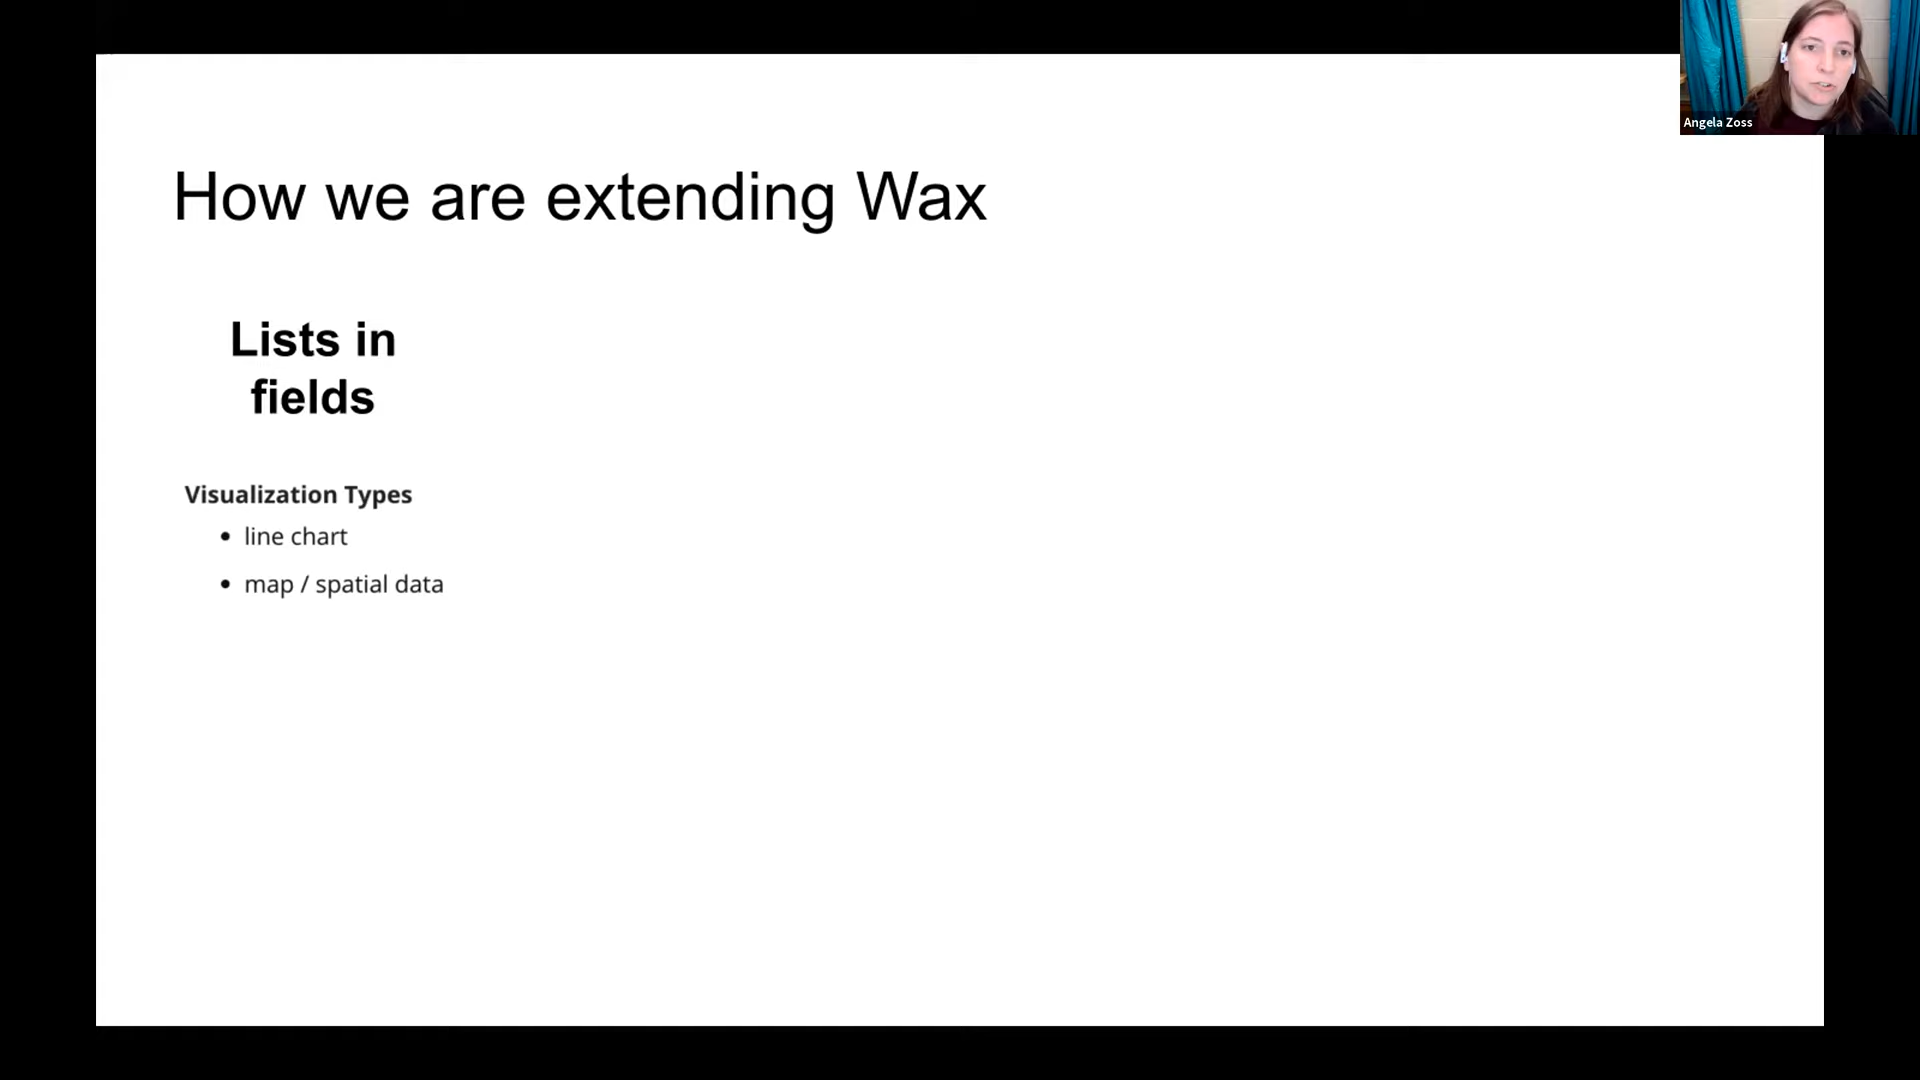 How we are extending Wax
Lists in
fields
Visualization Types
• line chart
• map / spatial data
Angela Zoss